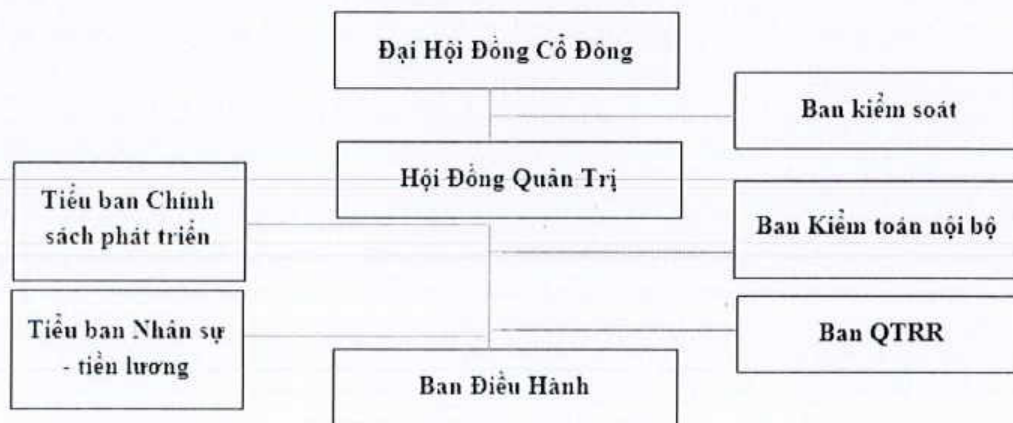 Đại Hội Đồng Cổ Đông
Ban kiểm soát
Hội Đồng Quản Trị
Tiểu ban Chính
sách phát triển
Ban Kiểm toán nội bộ
Tiểu ban Nhân sự
- tiền lương
Ban QTRR
Ban Điều Hành